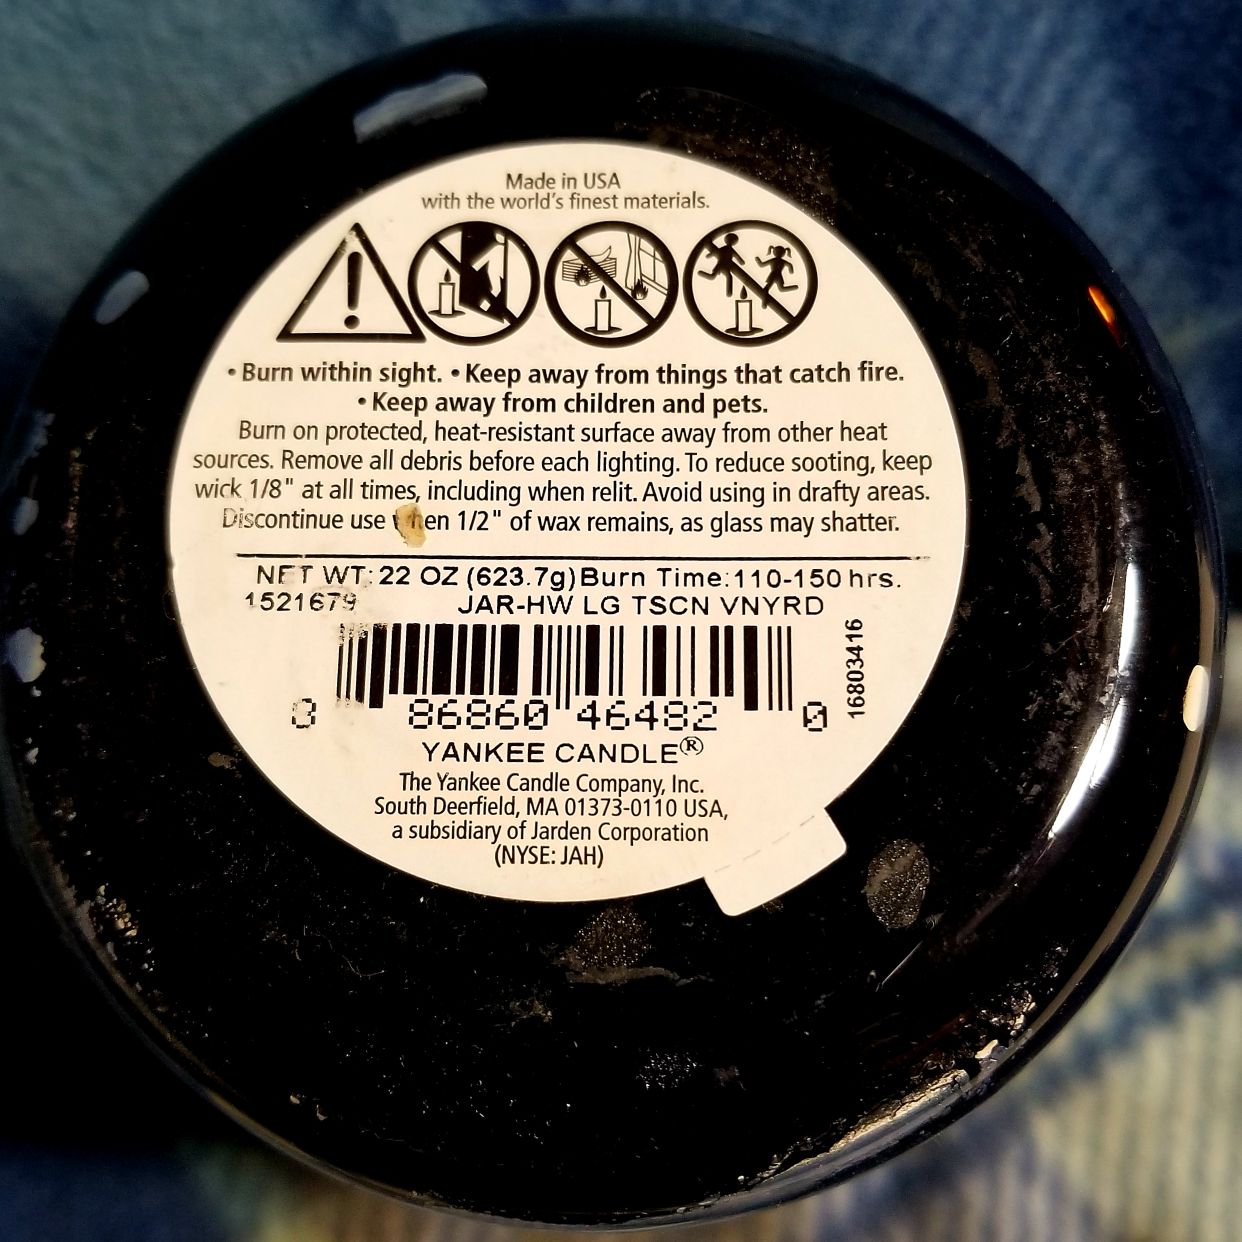 Made in USA
with the world's finest materials.
• Burn within sight. • Keep away from things that catch fire.
• Keep away from children and pets.
Burn on protected, heat-resistant surface away from other heat
sources. Remove all debris before each lighting. To reduce sooting, keep
wick 1/8" at all times, including when relit. Avoid using in drafty areas.
Discontinue use when 1/2" of wax remains, as glass may shatter.
NET WT: 22 OZ (623.7g) Burn Time: 110-150 hrs.
1521679 JAR-HW LG TSCN VNYRD
16803416
0 86860 46482 0
YANKEE CANDLE®
The Yankee Candle Company, Inc.
South Deerfield, MA 01373-0110 USA,
a subsidiary of Jarden Corporation
(NYSE: JAH)